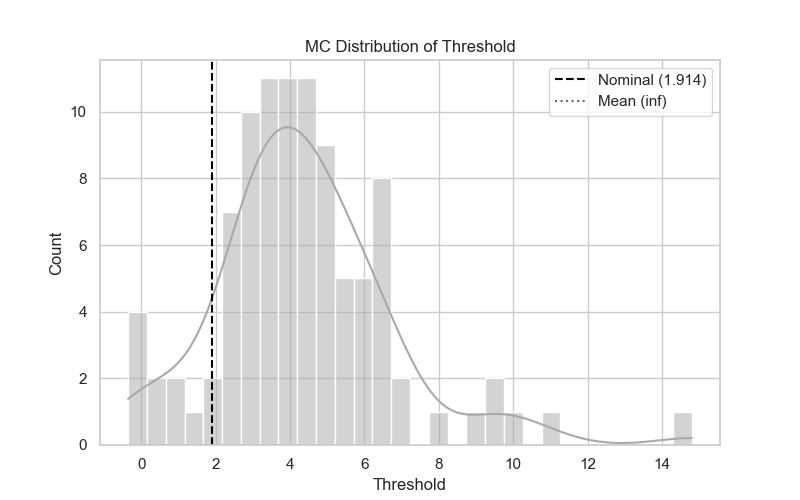 MC Distribution of Threshold
Nominal (1.914)
Mean (inf)
Count
10
8
6
4
2
0
0 2 4 6 8 10 12 14
Threshold